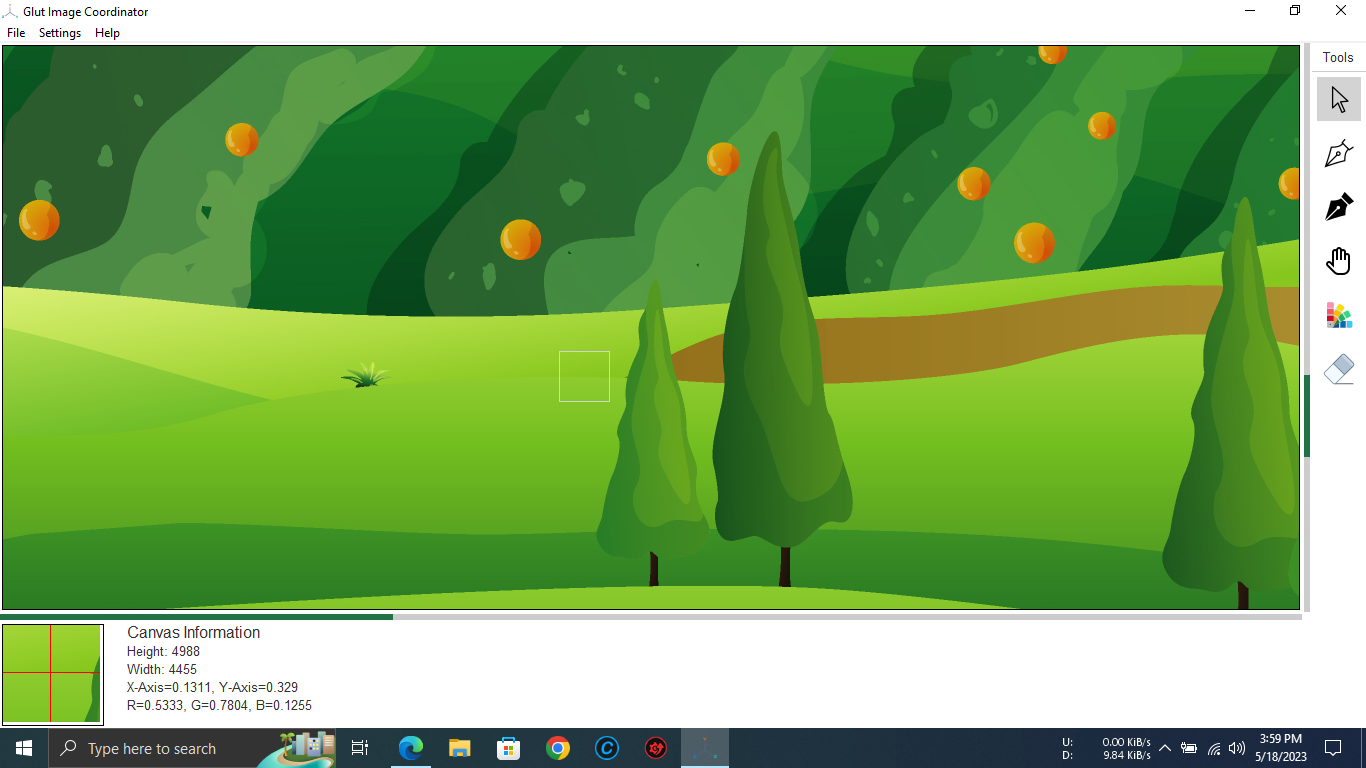 Glut Image Coordinator
File Settings Help
Tools
Canvas Information
Height: 4988
Width: 4455
X-Axis=0.1311, Y-Axis=0.329
R=0.5333, G=0.7804, B=0.1255
Type here to search
U: 0.00 KiB/s
D: 9.84 KiB/s
3:59 PM
5/18/2023